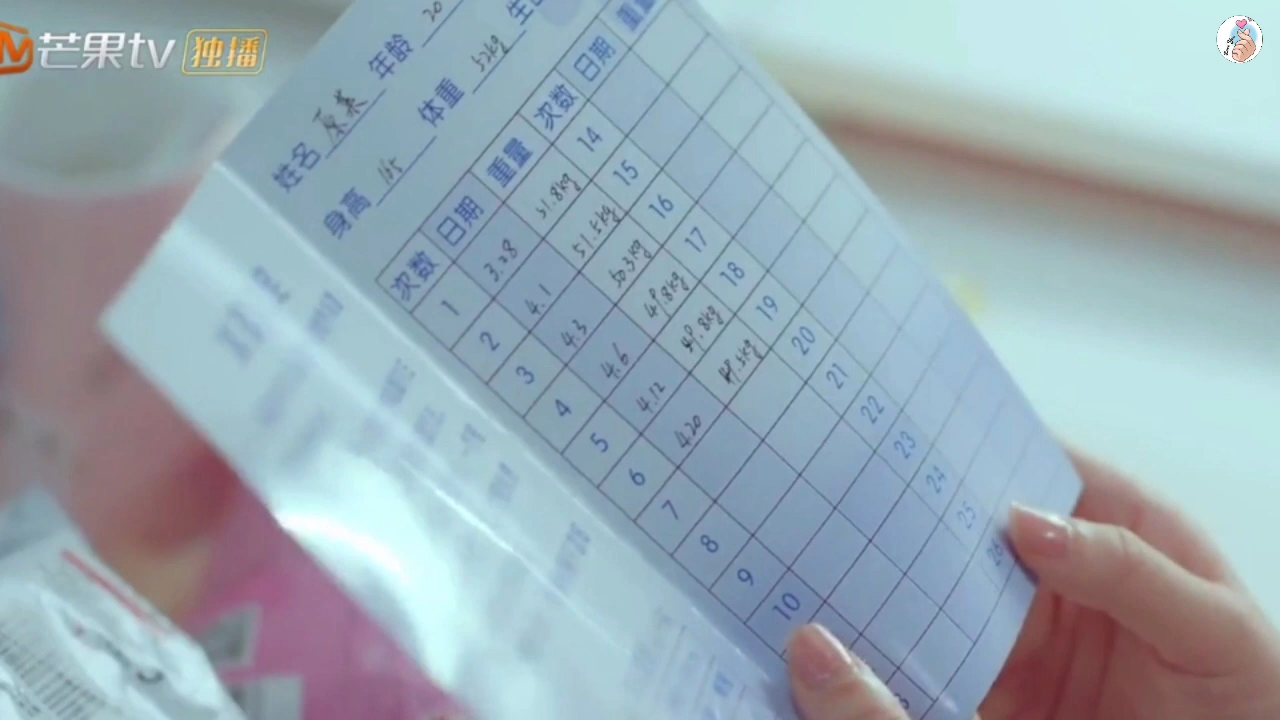 芒果tv 独播
姓名 原美 年龄 20
身高 165 体重 52kg
次数 日期 重量 次数 日期 重量
1 3.28 51.8kg 14
2 4.1 51.5kg 15
3 4.3 50.3kg 16
4 4.6 49.8kg 17
5 4.12 49.8kg 18
6 4.20 49.5kg 19
7 20
8 21
9 22
10 23
24
25
26